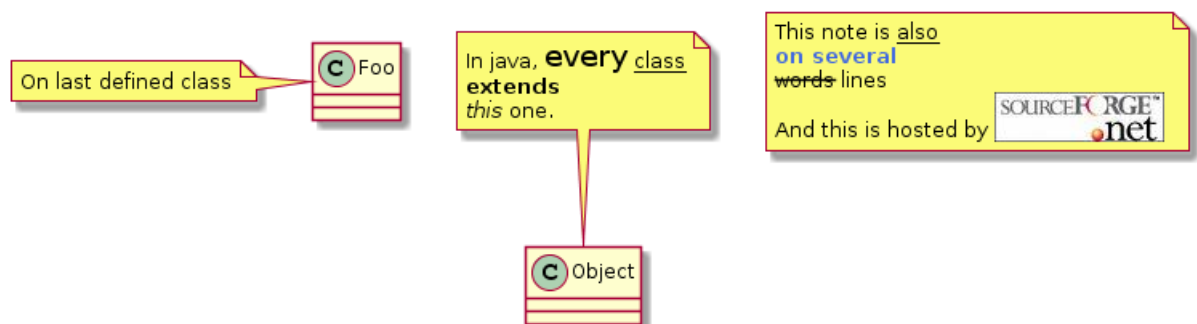 On last defined class
C Foo
In java, every class
extends
this one.
C Object
This note is also
on several
words lines
And this is hosted by SOURCEFORGE™
.net